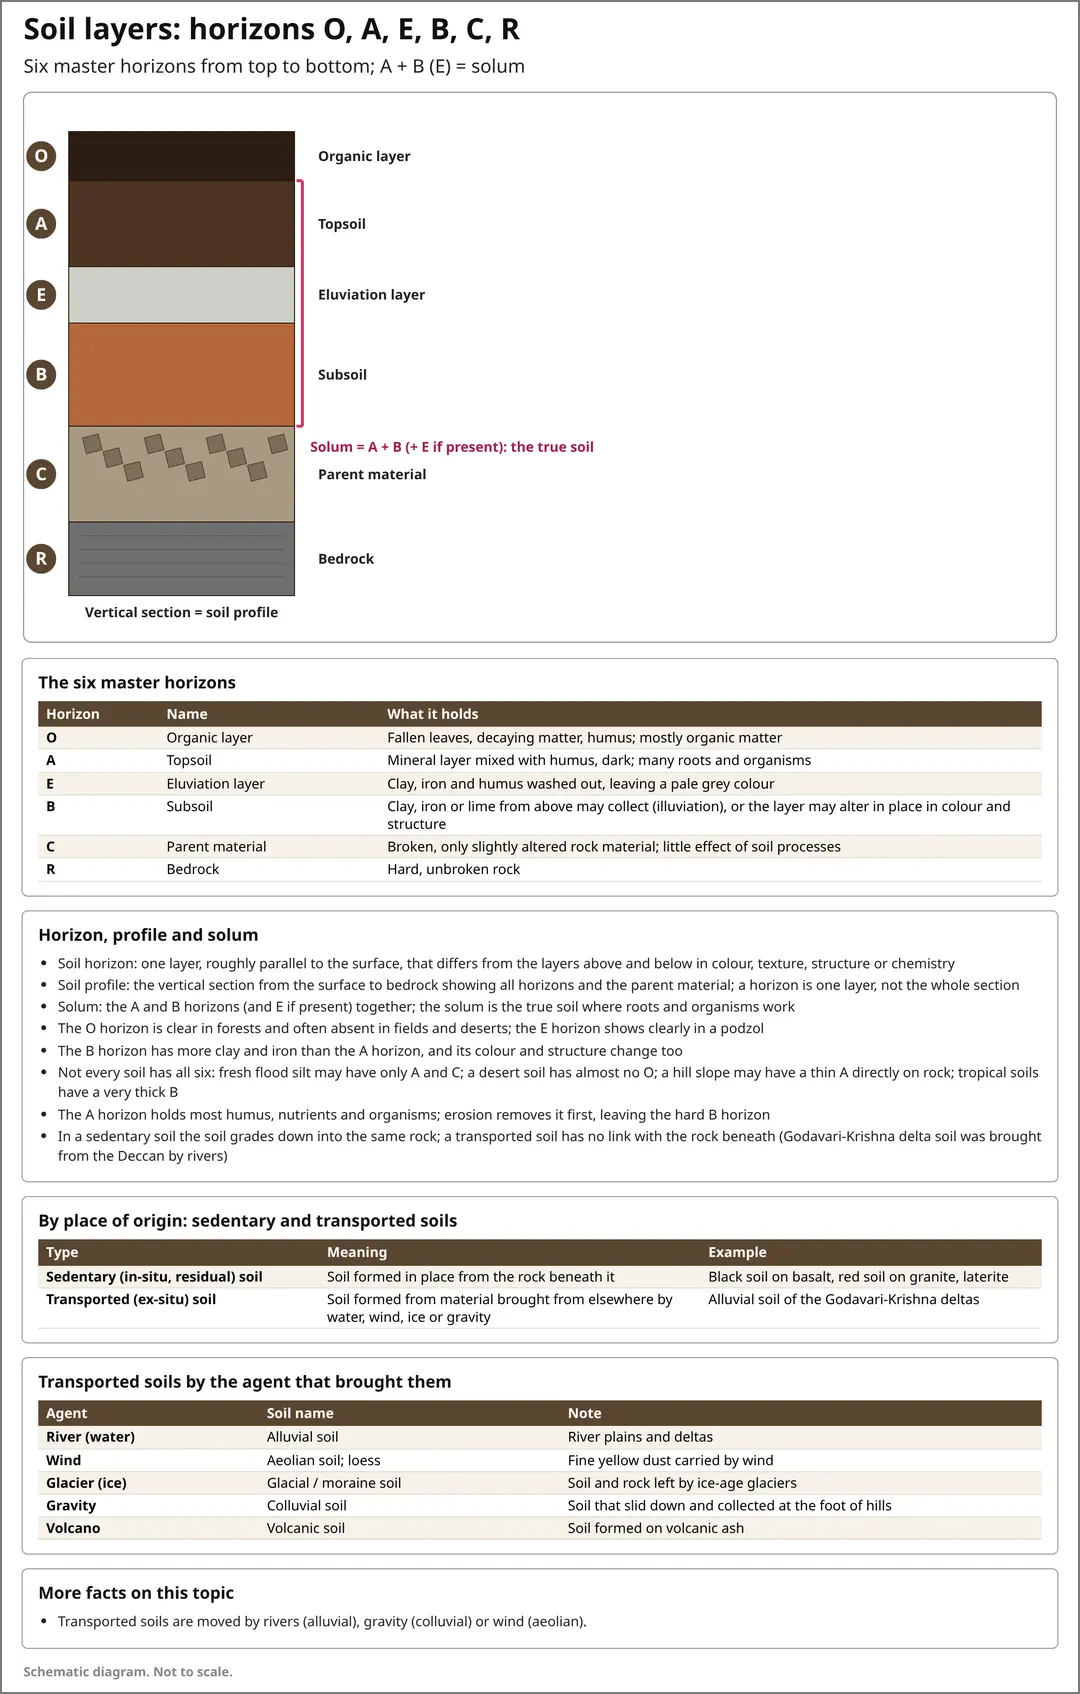 Soil layers: horizons O, A, E, B, C, R
Six master horizons from top to bottom; A + B (E) = solum
O
Organic layer
A
Topsoil
E
Eluviation layer
B
Subsoil
Solum = A + B (+ E if present): the true soil
C
Parent material
R
Bedrock
Vertical section = soil profile
The six master horizons
Horizon Name What it holds
O Organic layer Fallen leaves, decaying matter, humus; mostly organic matter
A Topsoil Mineral layer mixed with humus, dark; many roots and organisms
E Eluviation layer Clay, iron and humus washed out, leaving a pale grey colour
B Subsoil Clay, iron or lime from above may collect (illuviation), or the layer may alter in place in colour and
structure
C Parent material Broken, only slightly altered rock material; little effect of soil processes
R Bedrock Hard, unbroken rock
Horizon, profile and solum
• Soil horizon: one layer, roughly parallel to the surface, that differs from the layers above and below in colour, texture, structure or chemistry
• Soil profile: the vertical section from the surface to bedrock showing all horizons and the parent material; a horizon is one layer, not the whole section
• Solum: the A and B horizons (and E if present) together; the solum is the true soil where roots and organisms work
• The O horizon is clear in forests and often absent in fields and deserts; the E horizon shows clearly in a podzol
• The B horizon has more clay and iron than the A horizon, and its colour and structure change too
• Not every soil has all six: fresh flood silt may have only A and C; a desert soil has almost no O; a hill slope may have a thin A directly on rock; tropical soils
have a very thick B
• The A horizon holds most humus, nutrients and organisms; erosion removes it first, leaving the hard B horizon
• In a sedentary soil the soil grades down into the same rock; a transported soil has no link with the rock beneath (Godavari-Krishna delta soil was brought
from the Deccan by rivers)
By place of origin: sedentary and transported soils
Type Meaning Example
Sedentary (in-situ, residual) soil Soil formed in place from the rock beneath it Black soil on basalt, red soil on granite, laterite
Transported (ex-situ) soil Soil formed from material brought from elsewhere by Alluvial soil of the Godavari-Krishna deltas
water, wind, ice or gravity
Transported soils by the agent that brought them
Agent Soil name Note
River (water) Alluvial soil River plains and deltas
Wind Aeolian soil; loess Fine yellow dust carried by wind
Glacier (ice) Glacial / moraine soil Soil and rock left by ice-age glaciers
Gravity Colluvial soil Soil that slid down and collected at the foot of hills
Volcano Volcanic soil Soil formed on volcanic ash
More facts on this topic
• Transported soils are moved by rivers (alluvial), gravity (colluvial) or wind (aeolian).
Schematic diagram. Not to scale.